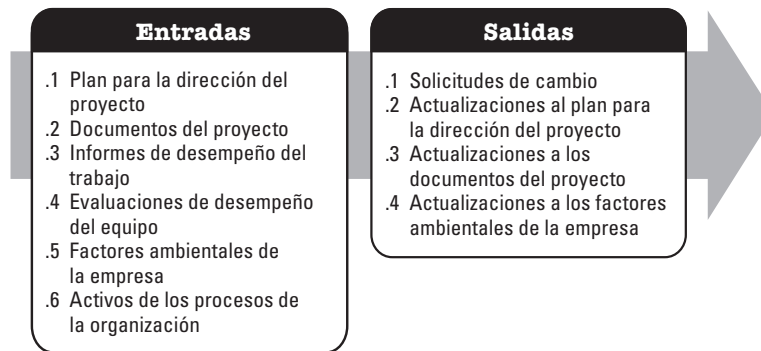 Entradas
.1 Plan para la dirección del
proyecto
.2 Documentos del proyecto
.3 Informes de desempeño del
trabajo
.4 Evaluaciones de desempeño
del equipo
.5 Factores ambientales de
la empresa
.6 Activos de los procesos de
la organización
Salidas
.1 Solicitudes de cambio
.2 Actualizaciones al plan para
la dirección del proyecto
.3 Actualizaciones a los
documentos del proyecto
.4 Actualizaciones a los factores
ambientales de la empresa